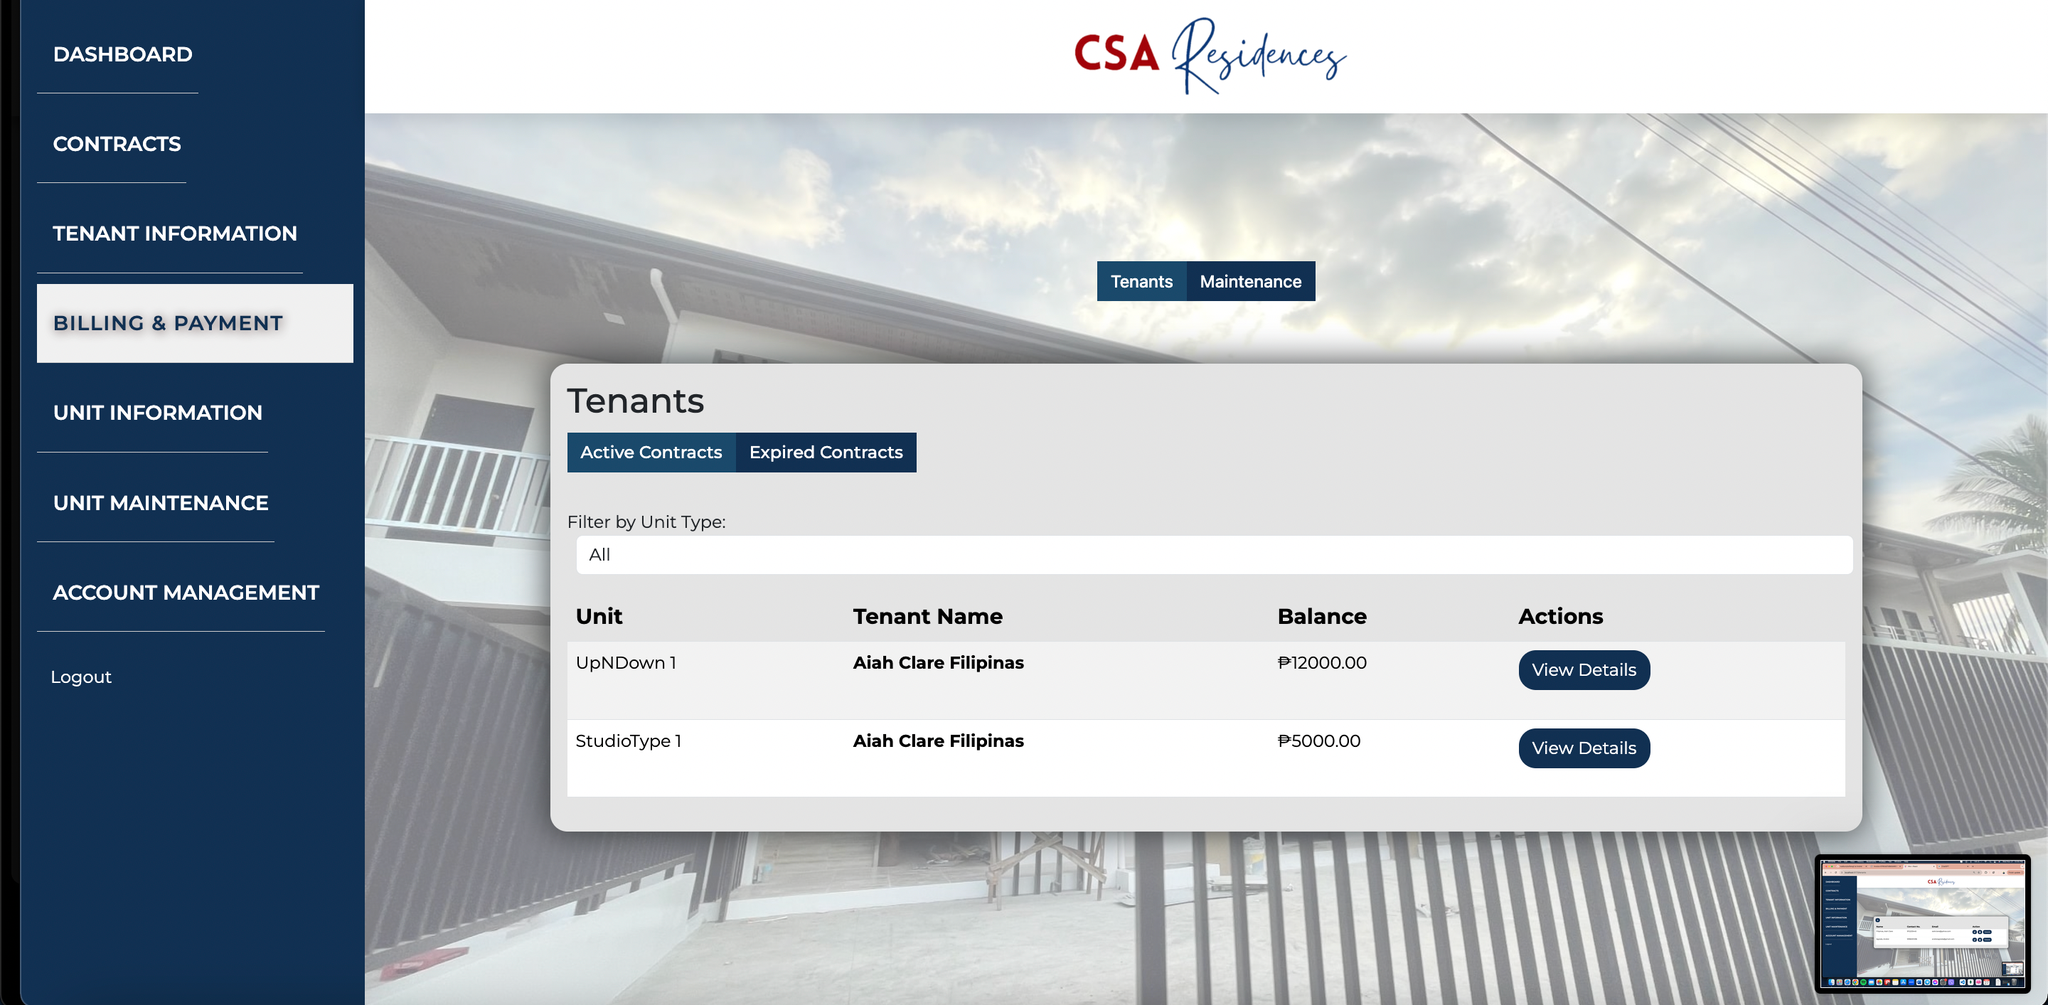 DASHBOARD
CONTRACTS
TENANT INFORMATION
BILLING & PAYMENT
UNIT INFORMATION
UNIT MAINTENANCE
ACCOUNT MANAGEMENT
Logout
CSA Residences
Tenants Maintenance
Tenants
Active Contracts Expired Contracts
Filter by Unit Type:
All
Unit Tenant Name Balance Actions
UpNDown 1 Aiah Clare Filipinas ₱12000.00 View Details
StudioType 1 Aiah Clare Filipinas ₱5000.00 View Details
CSA Residences